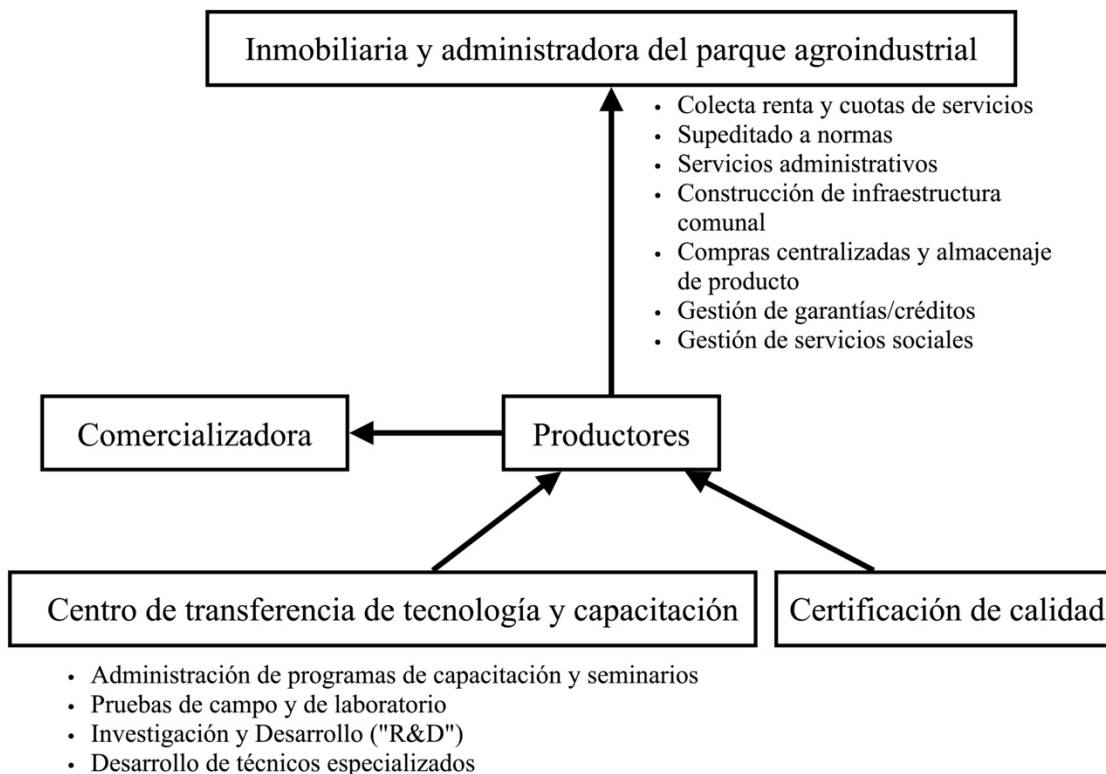 Inmobiliaria y administradora del parque agroindustrial
• Colecta renta y cuotas de servicios
• Supeditado a normas
• Servicios administrativos
• Construcción de infraestructura
comunal
• Compras centralizadas y almacenaje
de producto
• Gestión de garantías/créditos
• Gestión de servicios sociales
Comercializadora
Productores
Centro de transferencia de tecnología y capacitación
Certificación de calidad
• Administración de programas de capacitación y seminarios
• Pruebas de campo y de laboratorio
• Investigación y Desarrollo ("R&D")
• Desarrollo de técnicos especializados